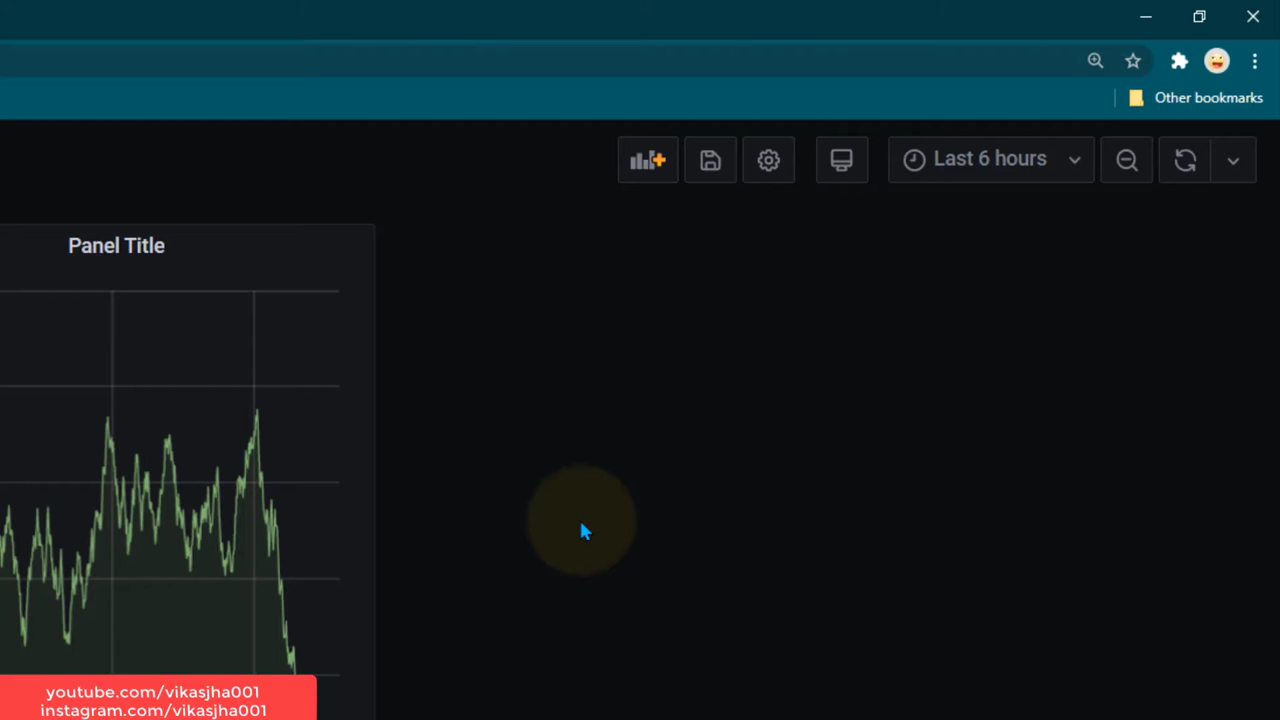 Other bookmarks
Last 6 hours
Panel Title
youtube.com/vikasjha001
instagram.com/vikasjha001